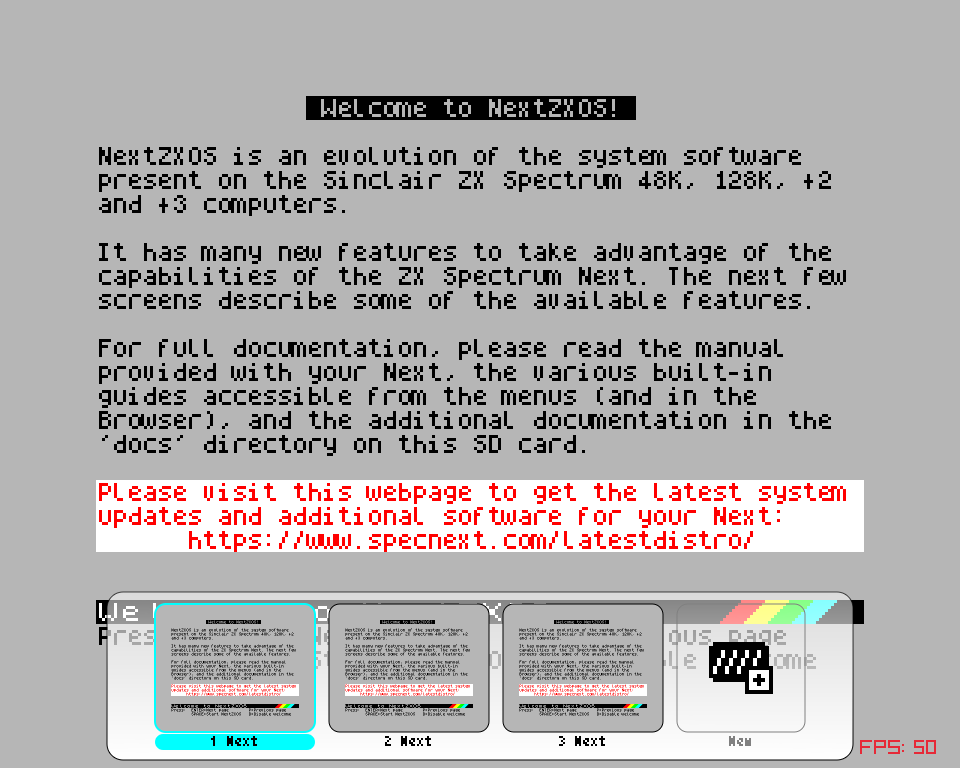 Welcome to NextZXOS!
NextZXOS is an evolution of the system software
present on the Sinclair ZX Spectrum 48K, 128K, +2
and +3 computers.
It has many new features to take advantage of the
capabilities of the ZX Spectrum Next. The next few
screens describe some of the available features.
For full documentation, please read the manual
provided with your Next, the various built-in
guides accessible from the menus (and in the
Browser), and the additional documentation in the
'docs' directory on this SD card.
Please visit this webpage to get the latest system
updates and additional software for your Next:
https://www.specnext.com/latestdistro/
1 Next
2 Next
3 Next
New
FPS: 50